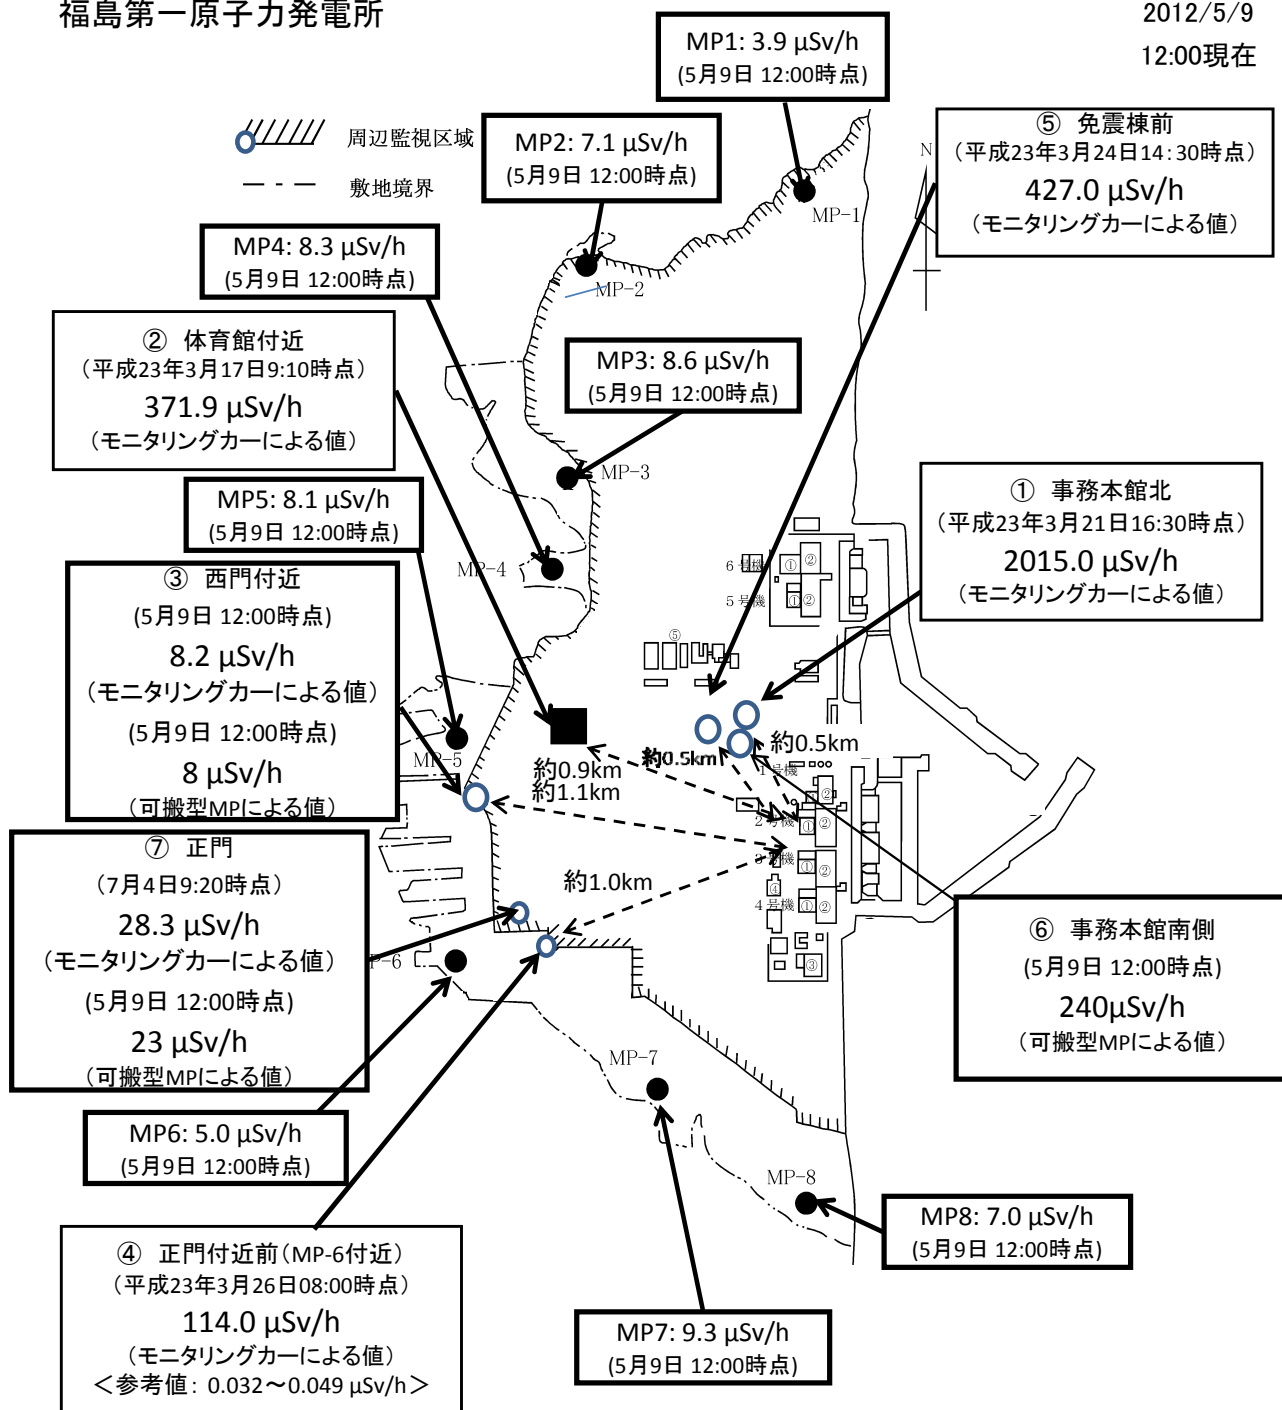 福島第一原子力発電所
2012/5/9
12:00現在
周辺監視区域
敷地境界
MP1: 3.9 μSv/h
(5月9日 12:00時点)
MP2: 7.1 μSv/h
(5月9日 12:00時点)
⑤ 免震棟前
(平成23年3月24日14:30時点)
427.0 μSv/h
(モニタリングカーによる値)
N
MP-1
MP4: 8.3 μSv/h
(5月9日 12:00時点)
MP-2
② 体育館付近
(平成23年3月17日9:10時点)
371.9 μSv/h
(モニタリングカーによる値)
MP3: 8.6 μSv/h
(5月9日 12:00時点)
MP-3
MP5: 8.1 μSv/h
(5月9日 12:00時点)
① 事務本館北
(平成23年3月21日16:30時点)
2015.0 μSv/h
(モニタリングカーによる値)
MP-4
③ 西門付近
(5月9日 12:00時点)
8.2 μSv/h
(モニタリングカーによる値)
(5月9日 12:00時点)
8 μSv/h
(可搬型MPによる値)
6号機
①
②
5号機
①
②
⑤
MP-5
約0.9km
約1.1km
約0.5km
約0.5km
1号機
②
2号機
①
②
3号機
①
②
④
4号機
①
②
③
約1.0km
⑦ 正門
(7月4日9:20時点)
28.3 μSv/h
(モニタリングカーによる値)
(5月9日 12:00時点)
23 μSv/h
(可搬型MPによる値)
P-6
⑥ 事務本館南側
(5月9日 12:00時点)
240μSv/h
(可搬型MPによる値)
MP-7
MP6: 5.0 μSv/h
(5月9日 12:00時点)
MP-8
MP8: 7.0 μSv/h
(5月9日 12:00時点)
④ 正門付近前(MP-6付近)
(平成23年3月26日08:00時点)
114.0 μSv/h
(モニタリングカーによる値)
<参考値: 0.032～0.049 μSv/h>
MP7: 9.3 μSv/h
(5月9日 12:00時点)